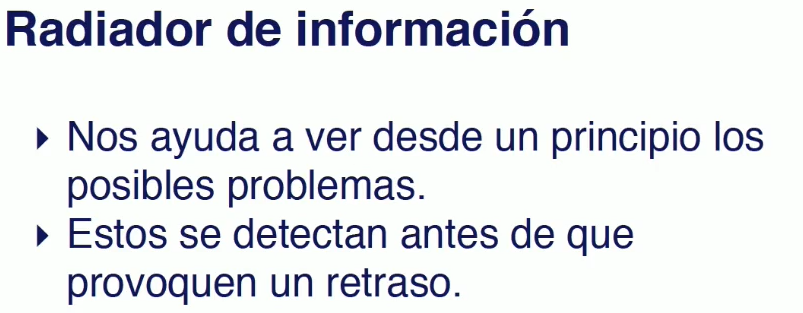 Radiador de información
Nos ayuda a ver desde un principio los
posibles problemas.
Estos se detectan antes de que
provoquen un retraso.